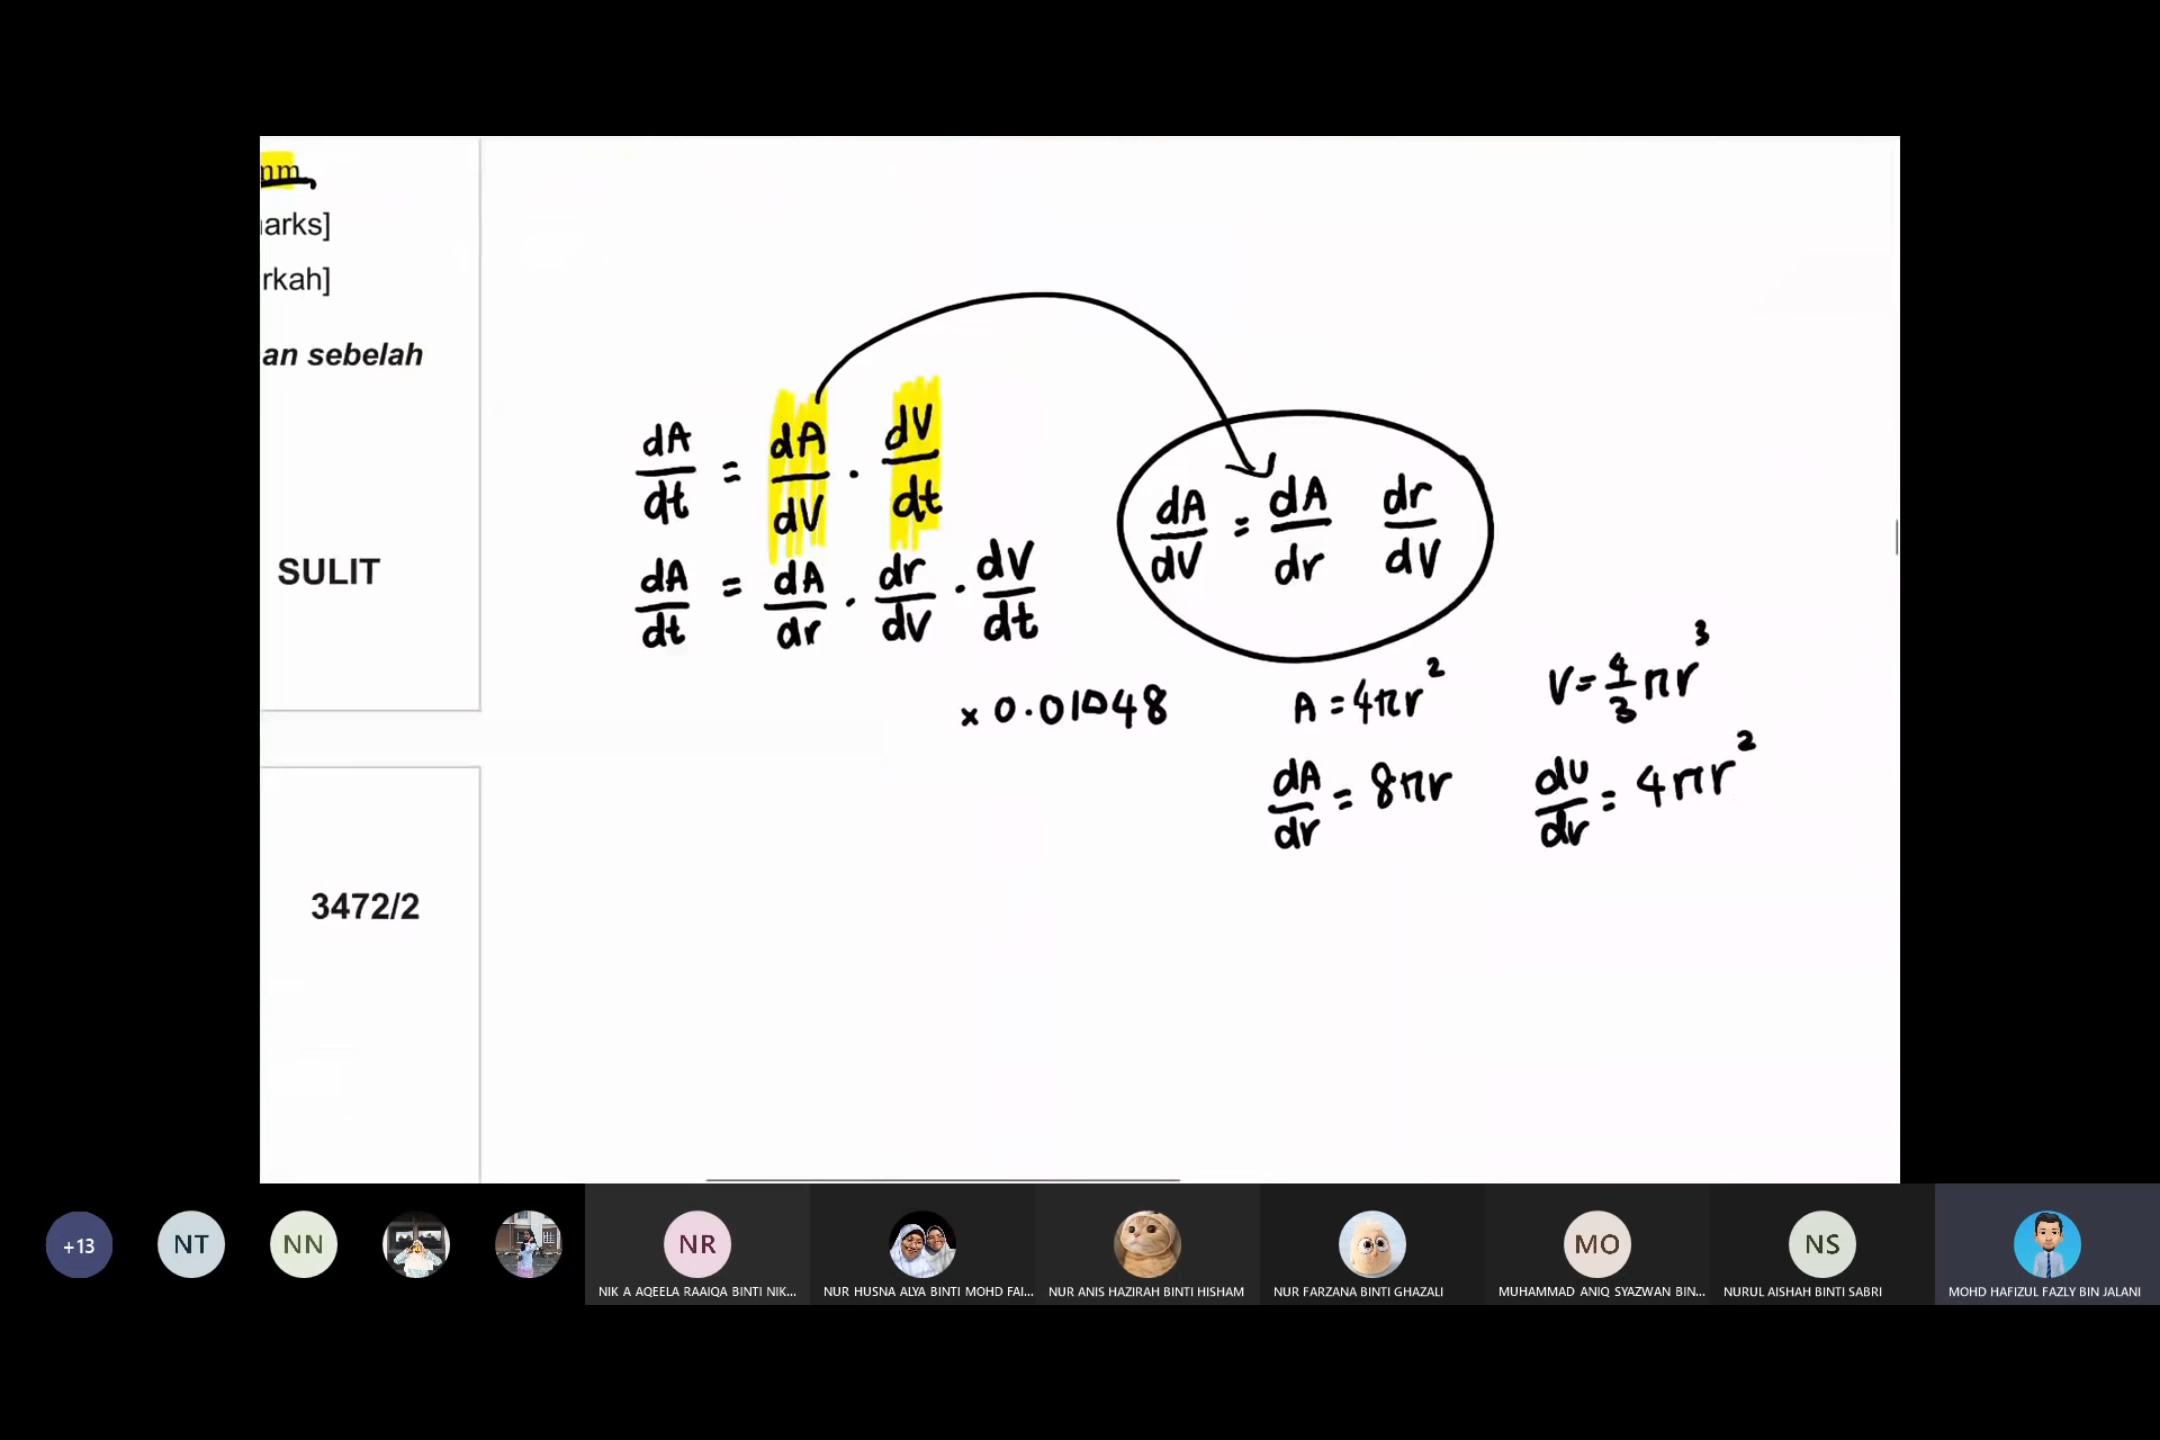 mm
arks]
rkah]
an sebelah
SULIT
3472/2
dA/dt = dA/dV · dV/dt
dA/dt = dA/dr · dr/dV · dV/dt
× 0.01048
dA/dV = dA/dr dr/dV
A = 4πr²
dA/dr = 8πr
V = 4/3 πr³
dV/dr = 4πr²
+13
NT
NN
NR
MO
NS
NIK A AQEELA RAAIQA BINTI NIK...
NUR HUSNA ALYA BINTI MOHD FAI...
NUR ANIS HAZIRAH BINTI HISHAM
NUR FARZANA BINTI GHAZALI
MUHAMMAD ANIQ SYAZWAN BIN...
NURUL AISHAH BINTI SABRI
MOHD HAFIZUL FAZLY BIN JALANI